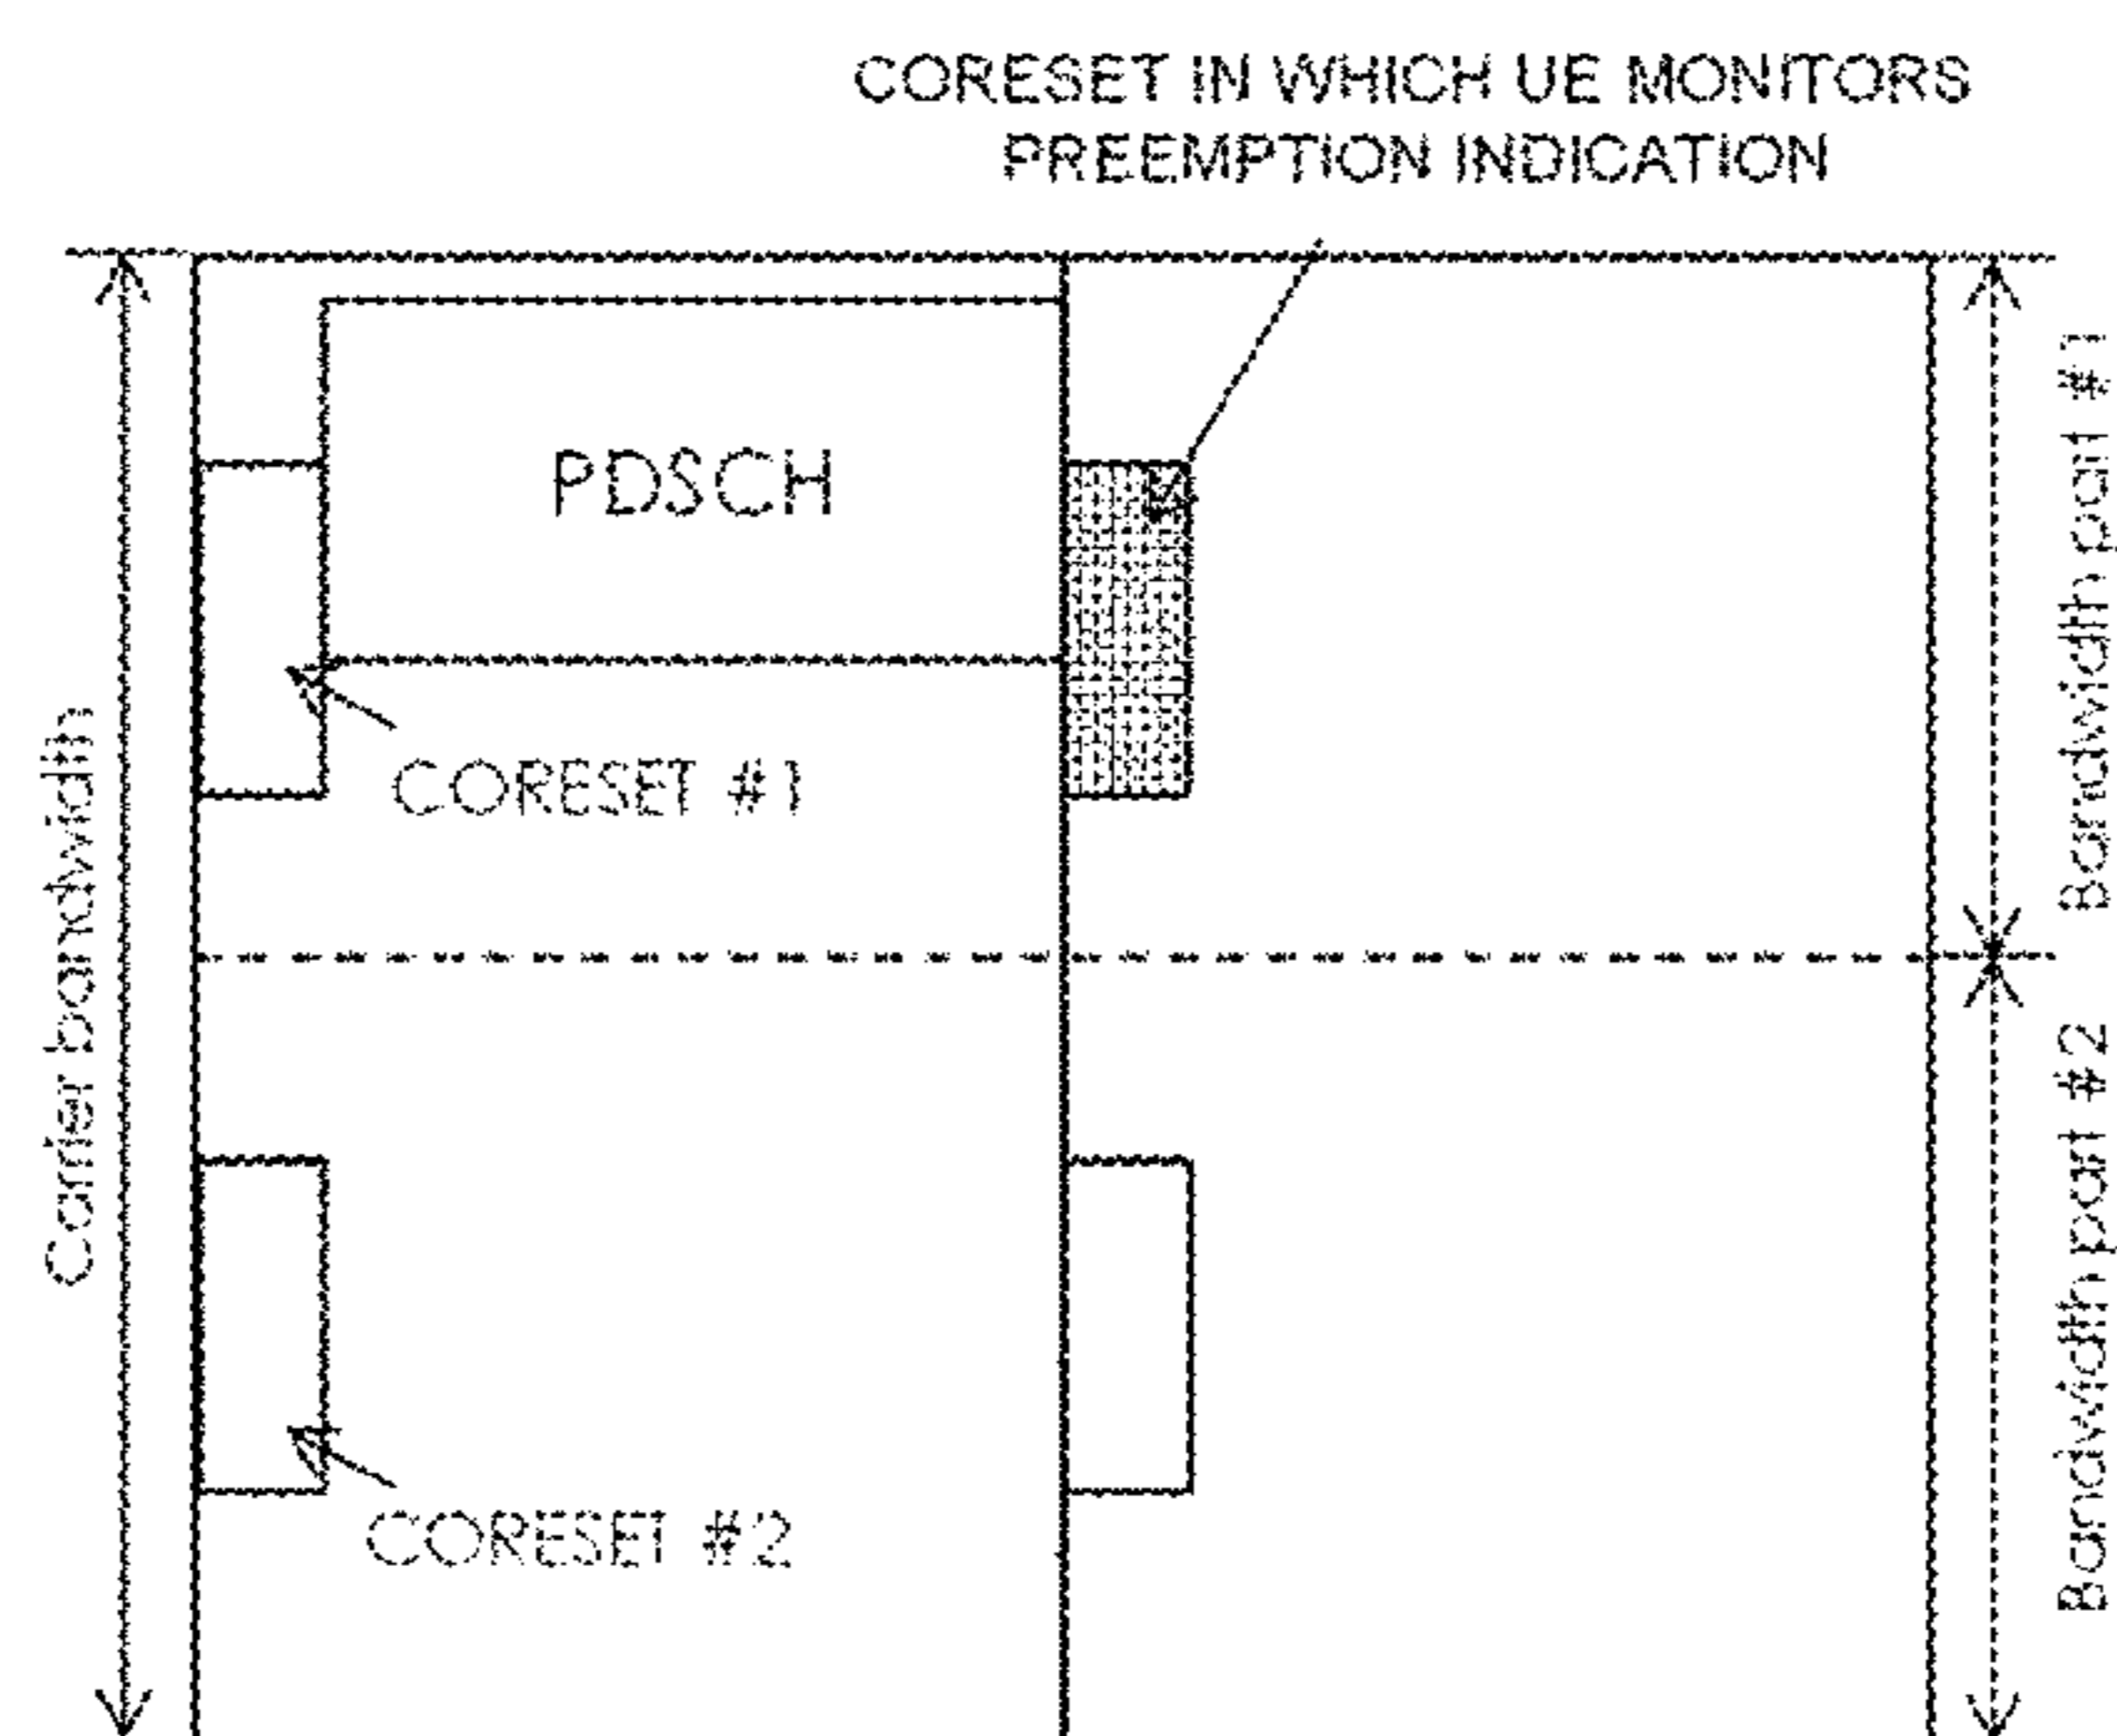 CORESET IN WHICH UE MONITORS
PREEMPTION INDICATION
PDSCH
CORESET #1
CORESET #2
Carrier bandwidth
Bandwidth part #1
Bandwidth part #2